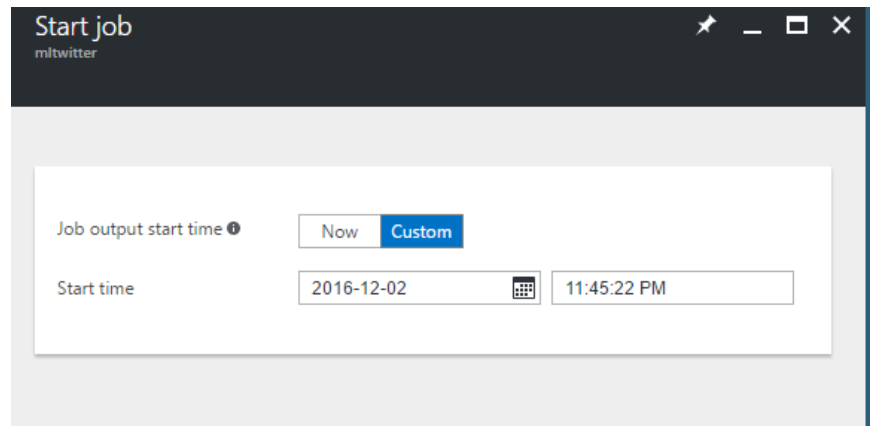 Start job
mltwitter
Job output start time
Now Custom
Start time
2016-12-02 11:45:22 PM